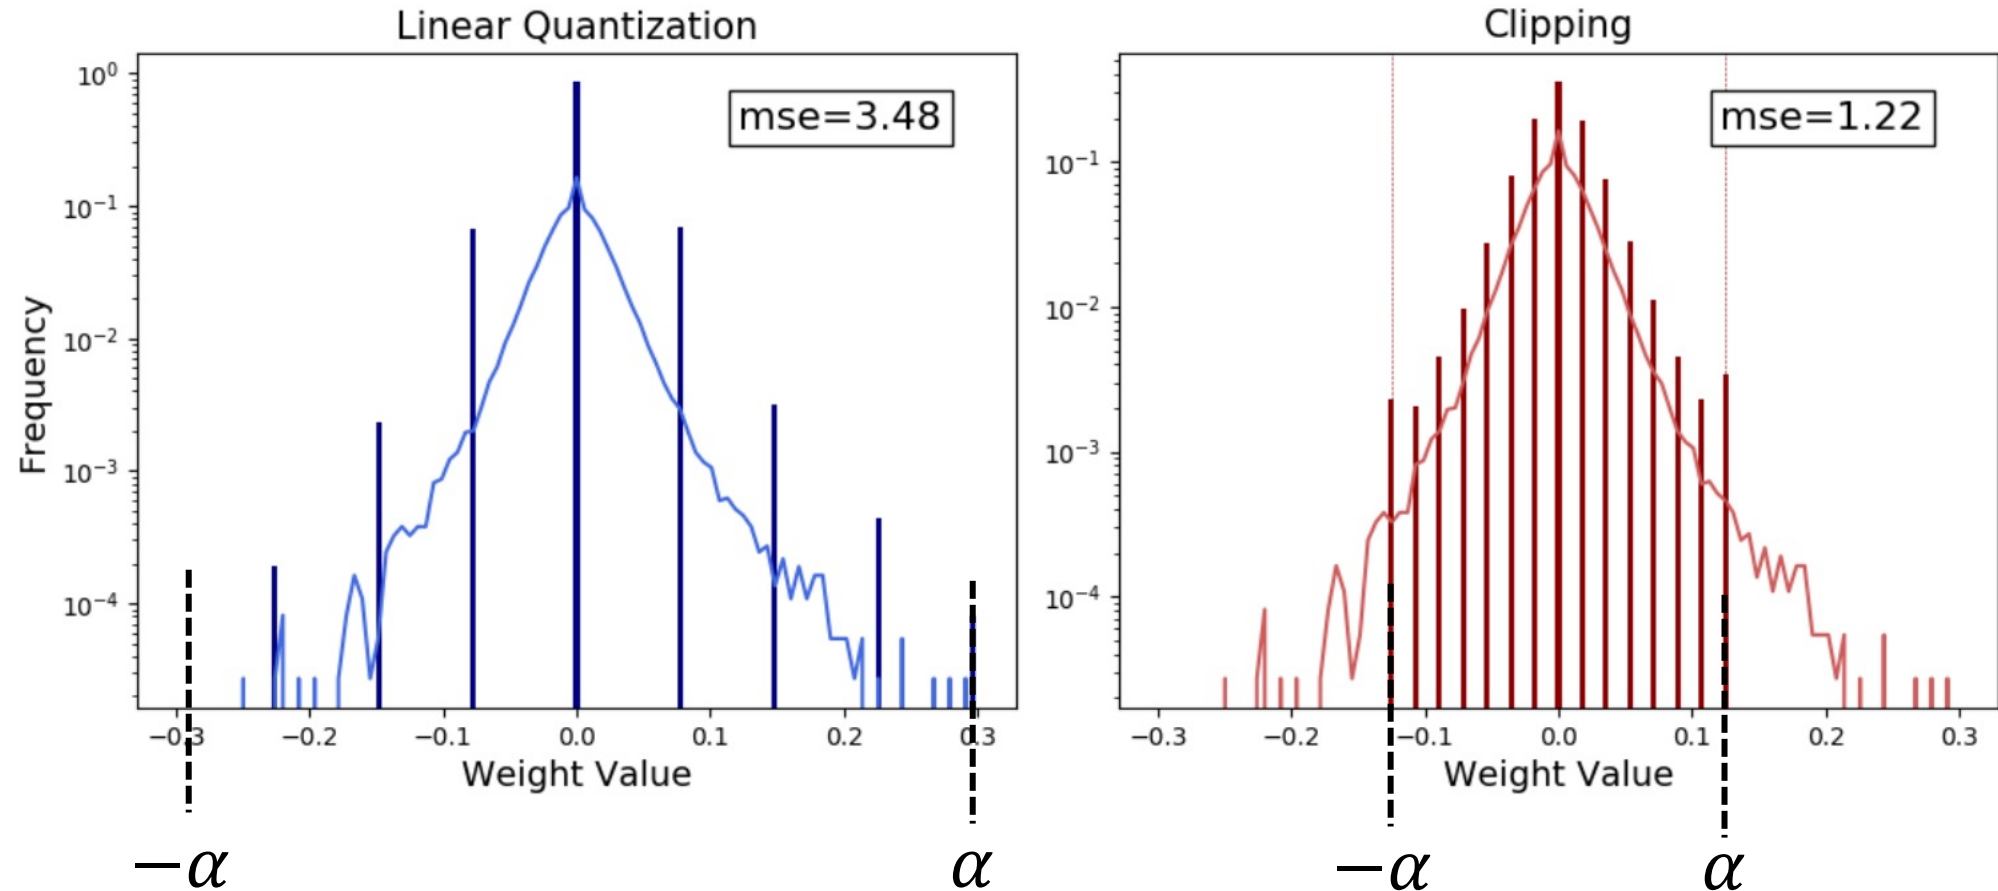 Linear Quantization
mse=3.48
Frequency
10⁰
10⁻¹
10⁻²
10⁻³
10⁻⁴
−0.3 −0.2 −0.1 0.0 0.1 0.2 0.3
Weight Value
−α α
Clipping
mse=1.22
10⁻¹
10⁻²
10⁻³
10⁻⁴
−0.3 −0.2 −0.1 0.0 0.1 0.2 0.3
Weight Value
−α α